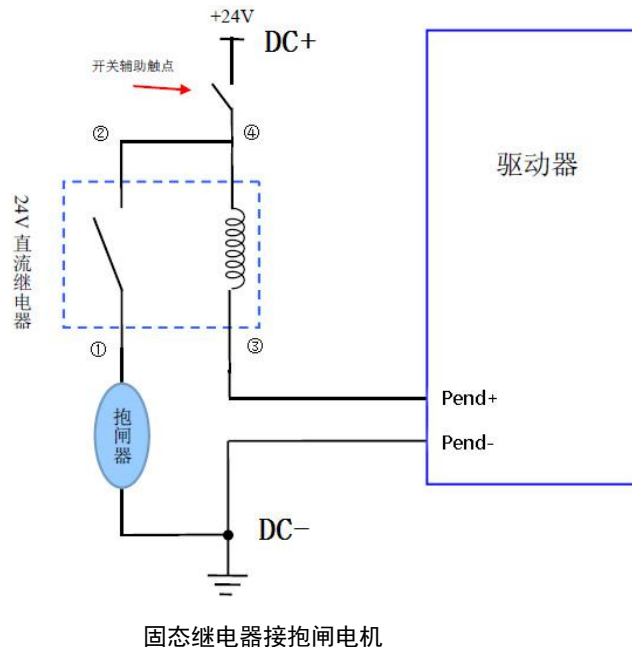 +24V
DC+
开关辅助触点
②
④
驱动器
24V 直流继电器
①
③
抱闸器
Pend+
Pend-
DC-
固态继电器接抱闸电机